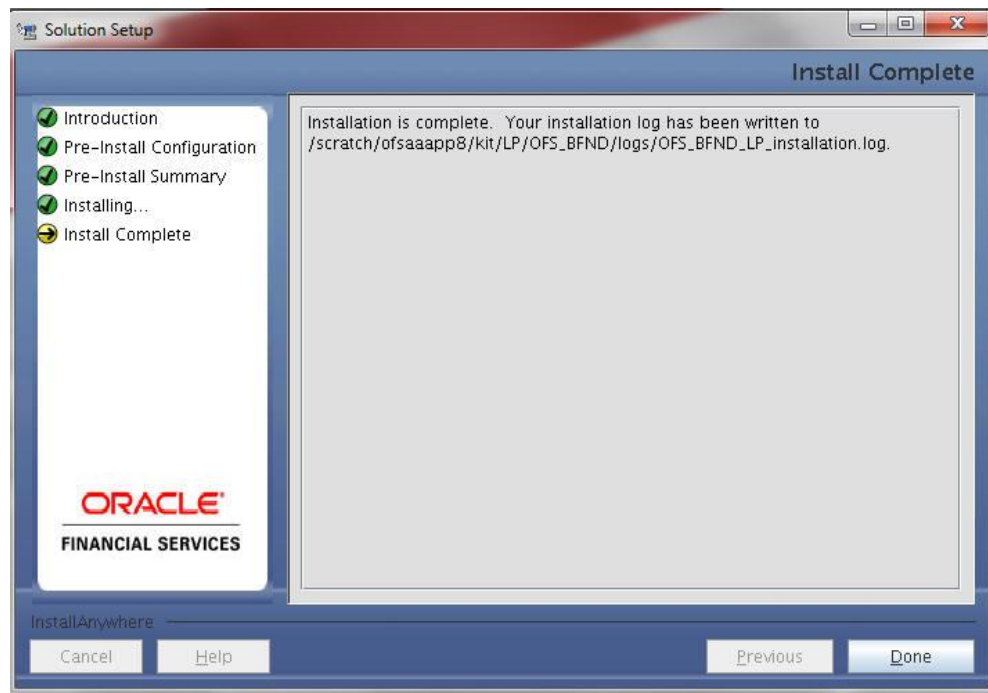 Solution Setup
Install Complete
Introduction
Pre-Install Configuration
Pre-Install Summary
Installing...
Install Complete
Installation is complete. Your installation log has been written to
/scratch/ofsaaapp8/kit/LP/OFS_BFND/logs/OFS_BFND_LP_installation.log.
ORACLE
FINANCIAL SERVICES
InstallAnywhere
Cancel
Help
Previous
Done